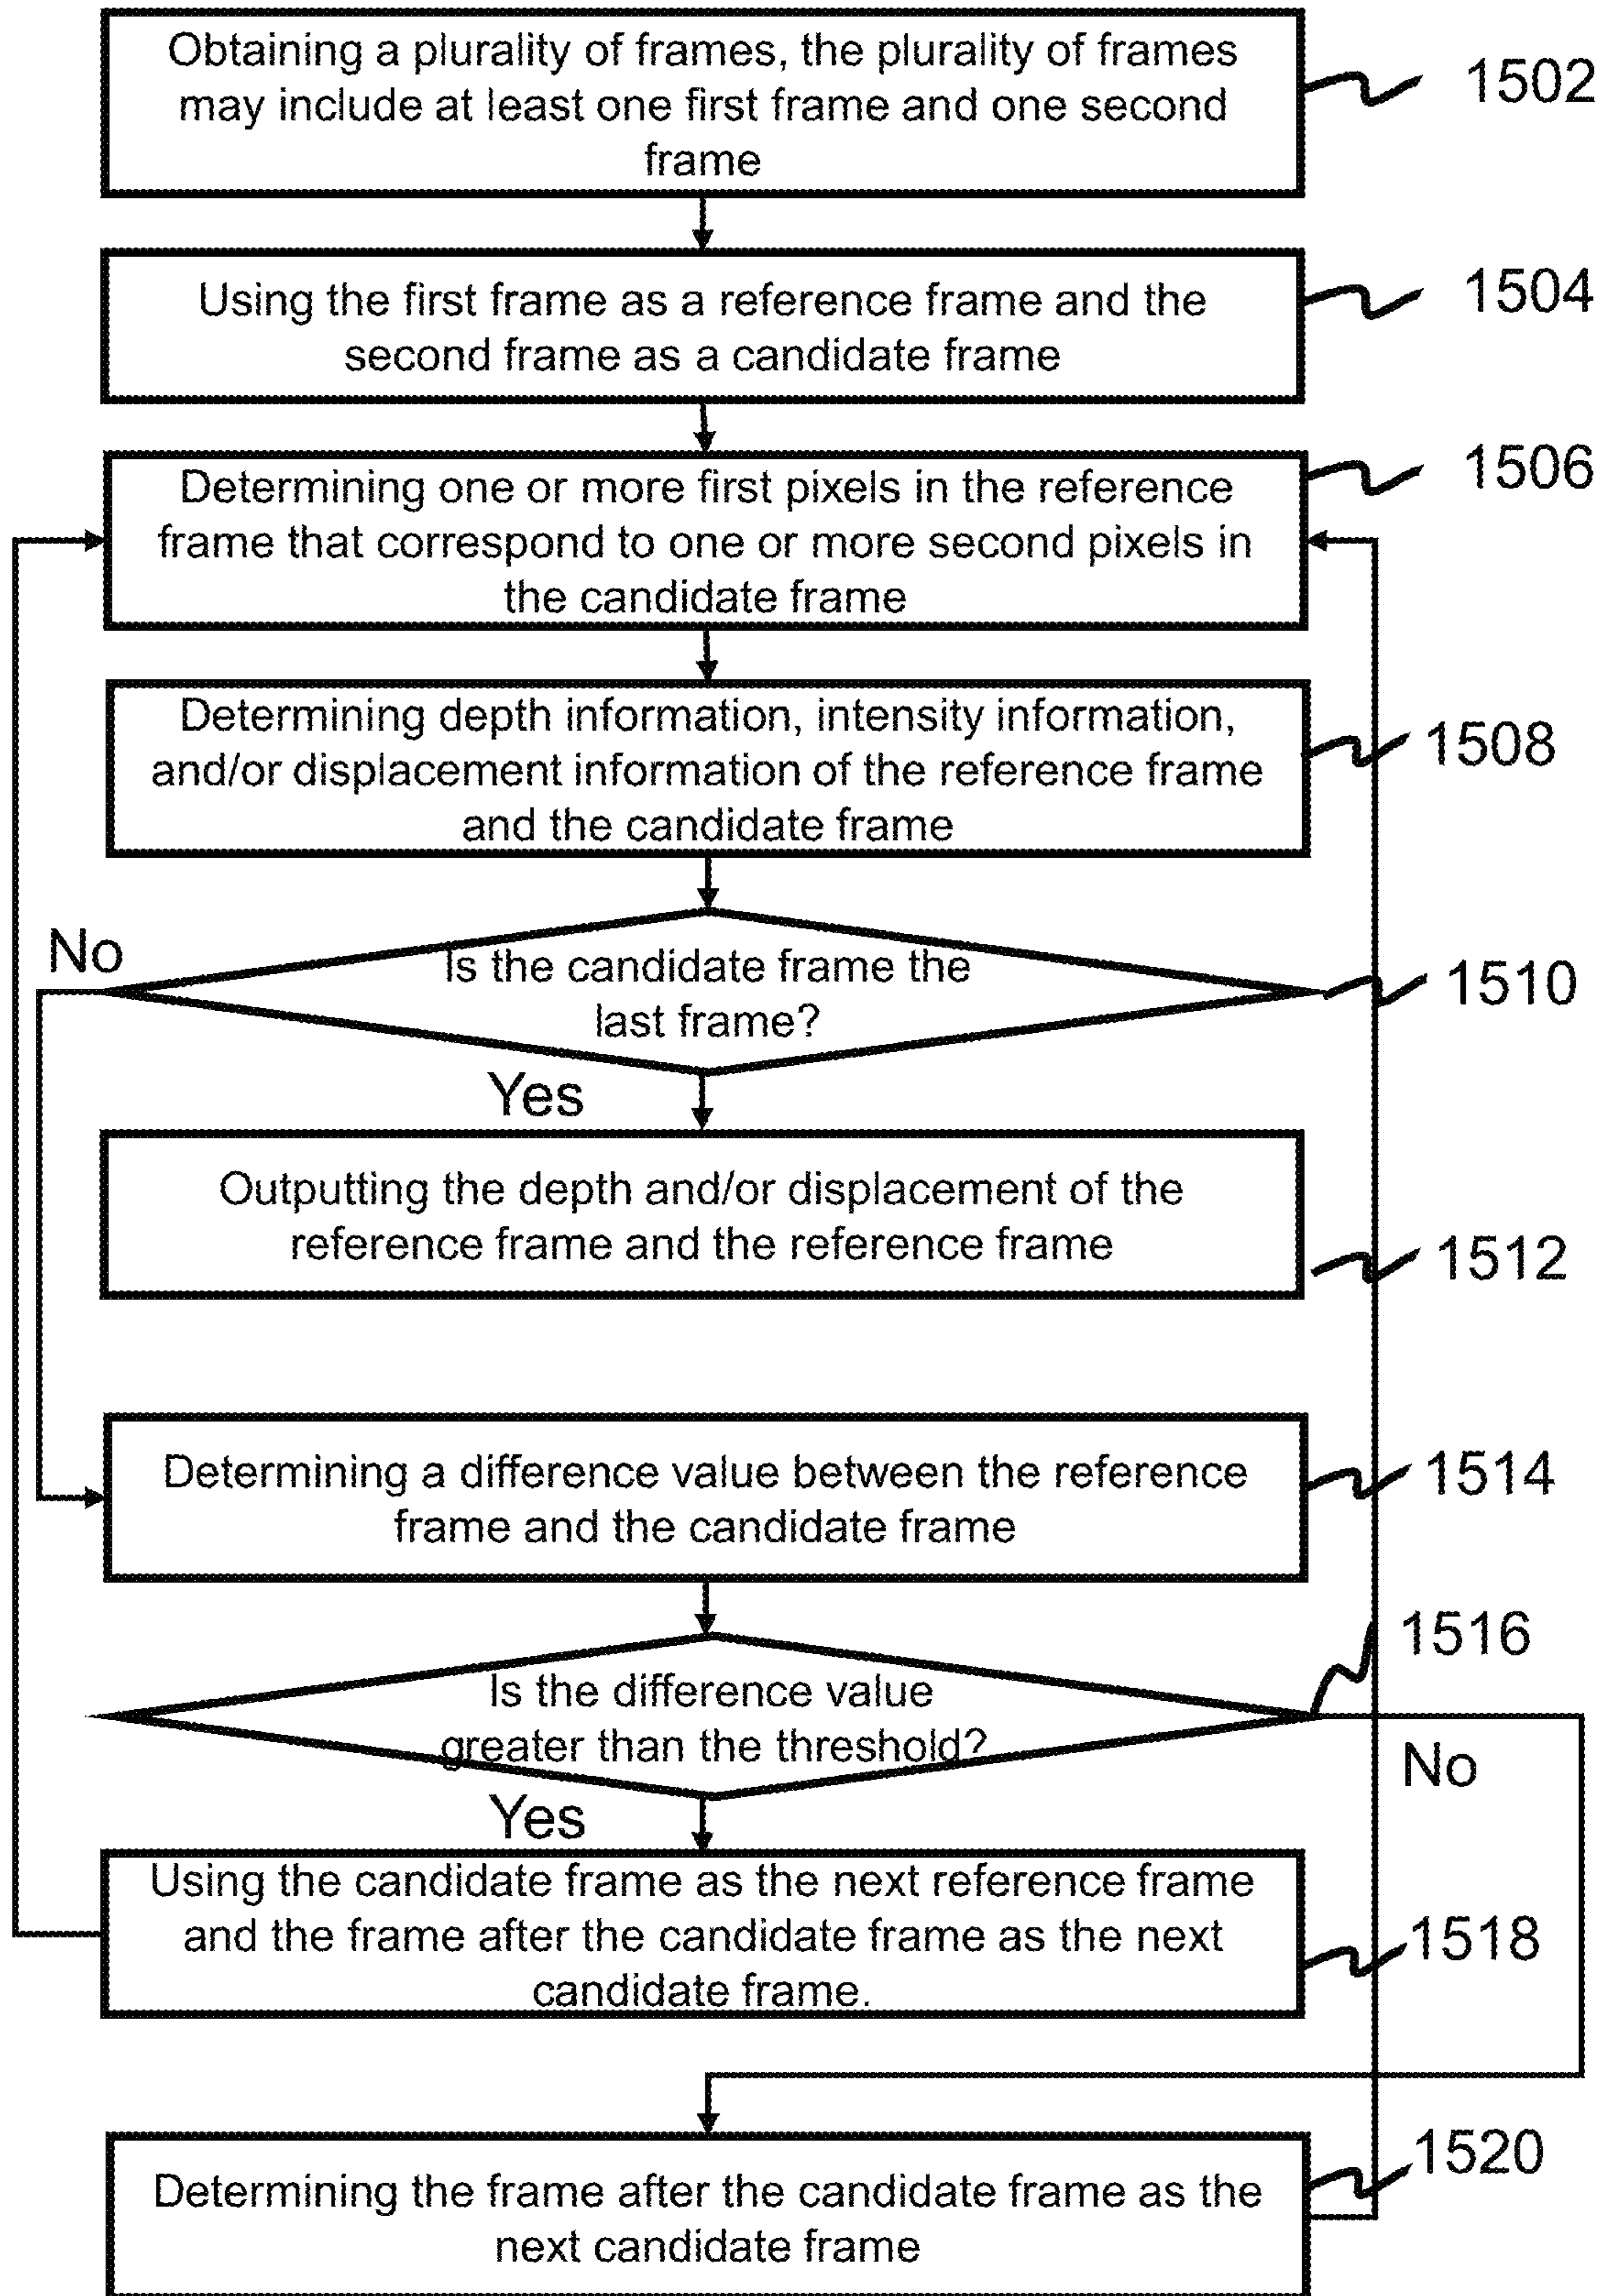 Obtaining a plurality of frames, the plurality of frames
may include at least one first frame and one second
frame
1502
Using the first frame as a reference frame and the
second frame as a candidate frame
1504
Determining one or more first pixels in the reference
frame that correspond to one or more second pixels in
the candidate frame
1506
Determining depth information, intensity information,
and/or displacement information of the reference frame
and the candidate frame
1508
No
Is the candidate frame the
last frame?
1510
Yes
Outputting the depth and/or displacement of the
reference frame and the reference frame
1512
Determining a difference value between the reference
frame and the candidate frame
1514
Is the difference value
greater than the threshold?
1516
No
Yes
Using the candidate frame as the next reference frame
and the frame after the candidate frame as the next
candidate frame.
1518
Determining the frame after the candidate frame as the
next candidate frame
1520